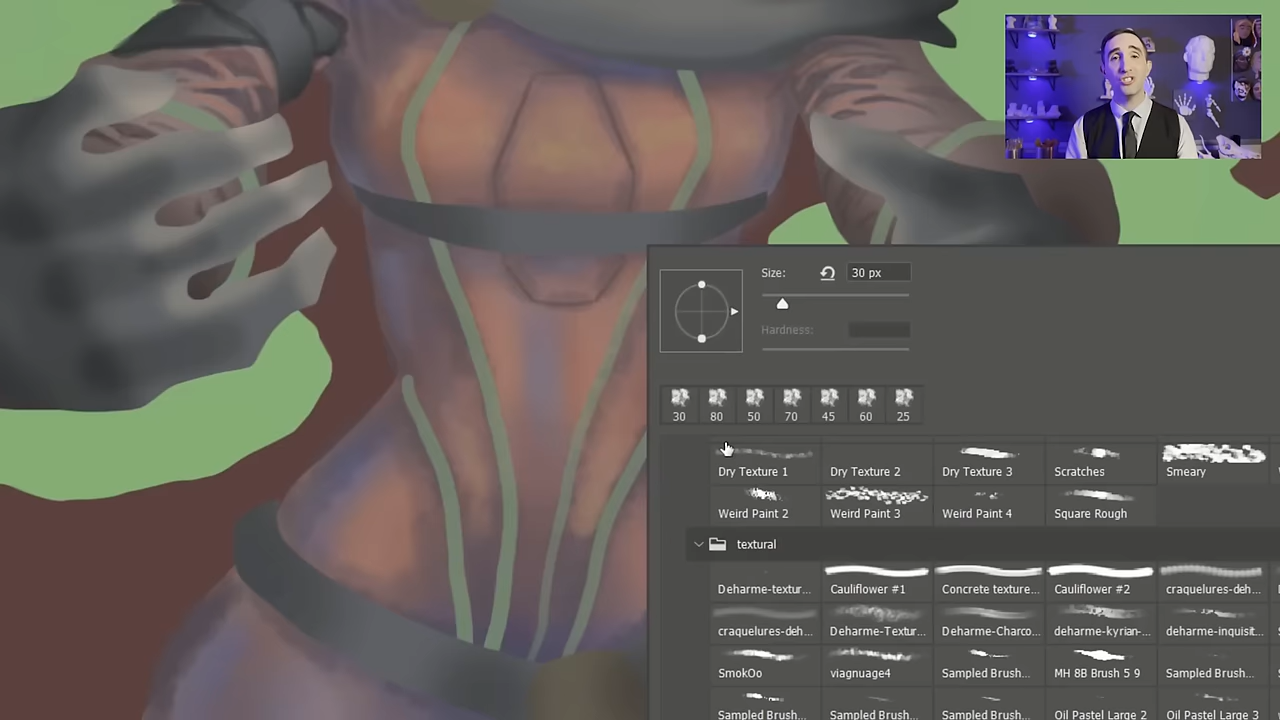 Size:
30 px
Hardness:
30 80 50 70 45 60 25
Dry Texture 1 Dry Texture 2 Dry Texture 3 Scratches Smeary
Weird Paint 2 Weird Paint 3 Weird Paint 4 Square Rough
textural
Deharme-textur... Cauliflower #1 Concrete texture... Cauliflower #2 craquelures-deh...
craquelures-deh... Deharme-Textur... Deharme-Charco... deharme-kyrian-... deharme-inquisit...
SmokOo viagnuage4 Sampled Brush... MH 8B Brush 5 9 Sampled Brush...
Sampled Brush... Sampled Brush... Sampled Brush... Oil Pastel Large 2 Oil Pastel Large 3